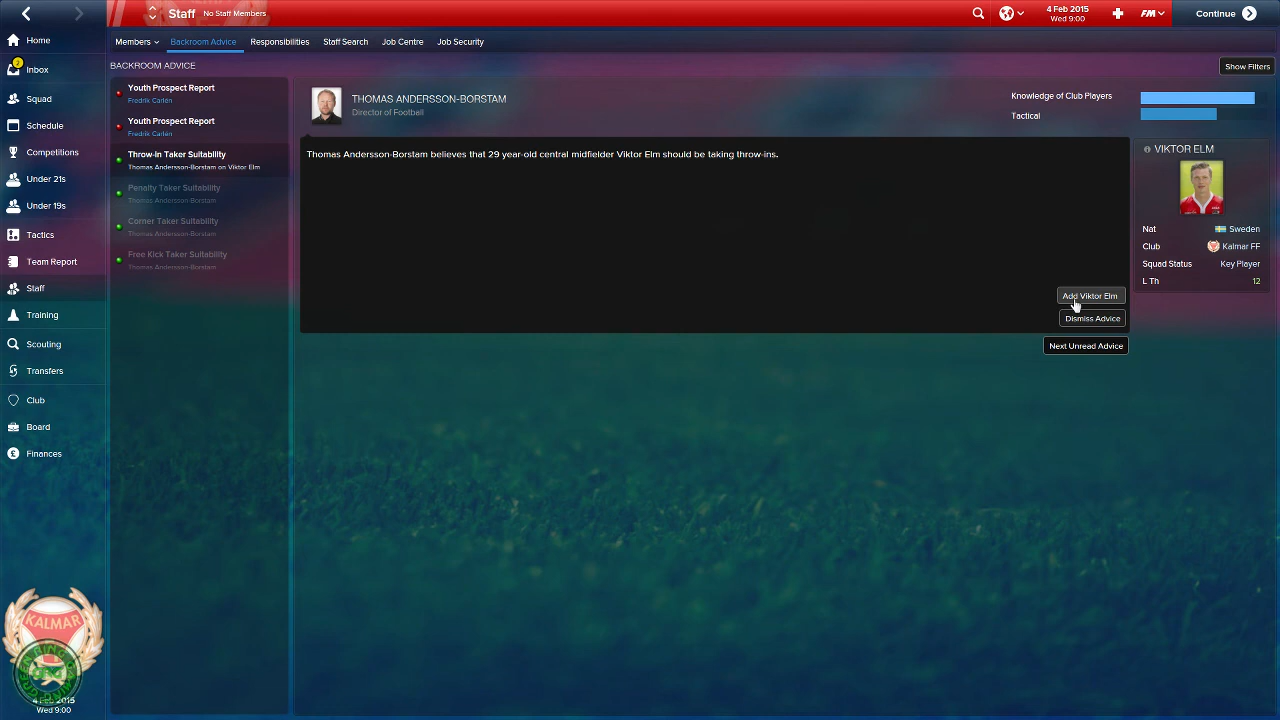 Staff
No Staff Members
4 Feb 2015
Wed 9:00
FM
Continue
Home
2
Inbox
Squad
Schedule
Competitions
Under 21s
Under 19s
Tactics
Team Report
Staff
Training
Scouting
Transfers
Club
Board
Finances
KALMAR
4 Feb 2015
Wed 9:00
Members
Backroom Advice
Responsibilities
Staff Search
Job Centre
Job Security
BACKROOM ADVICE
Show Filters
Youth Prospect Report
Fredrik Carlén
Youth Prospect Report
Fredrik Carlén
Throw-In Taker Suitability
Thomas Andersson-Borstam on Viktor Elm
Penalty Taker Suitability
Thomas Andersson-Borstam
Corner Taker Suitability
Thomas Andersson-Borstam
Free Kick Taker Suitability
Thomas Andersson-Borstam
THOMAS ANDERSSON-BORSTAM
Director of Football
Knowledge of Club Players
Tactical
Thomas Andersson-Borstam believes that 29 year-old central midfielder Viktor Elm should be taking throw-ins.
Add Viktor Elm
Dismiss Advice
Next Unread Advice
VIKTOR ELM
Nat Sweden
Club Kalmar FF
Squad Status Key Player
L Th 12